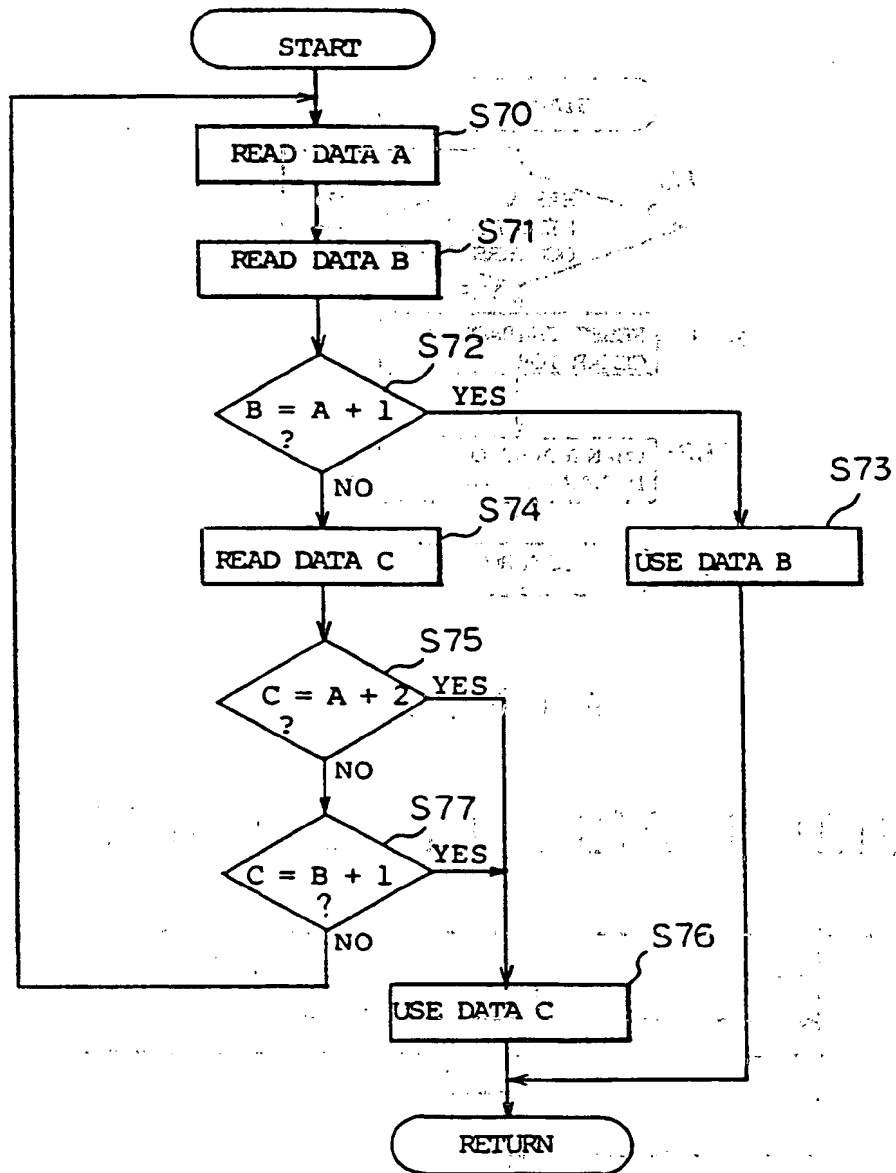 START
S70
READ DATA A
S71
READ DATA B
S72
B = A + 1
?
YES
NO
S73
USE DATA B
S74
READ DATA C
S75
C = A + 2
?
YES
NO
S77
C = B + 1
?
YES
NO
S76
USE DATA C
RETURN